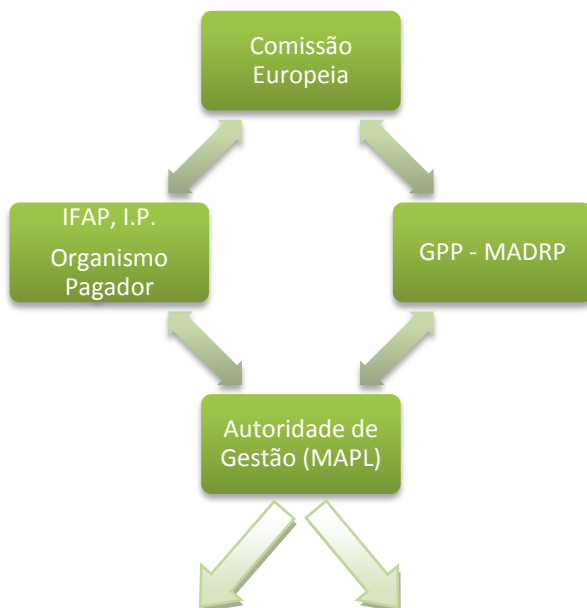 Comissão
Europeia
IFAP, I.P.
Organismo
Pagador
GPP - MADRP
Autoridade de
Gestão (MAPL)